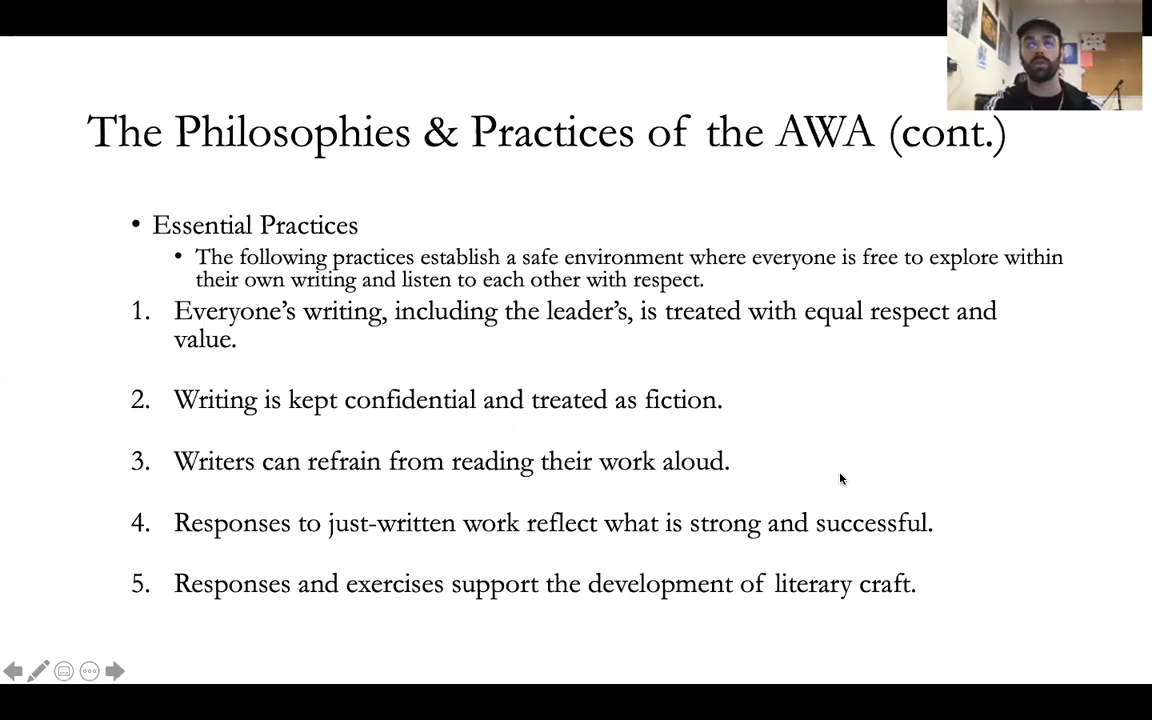 The Philosophies & Practices of the AWA (cont.)
• Essential Practices
• The following practices establish a safe environment where everyone is free to explore within
their own writing and listen to each other with respect.
1. Everyone’s writing, including the leader’s, is treated with equal respect and
value.
2. Writing is kept confidential and treated as fiction.
3. Writers can refrain from reading their work aloud.
4. Responses to just-written work reflect what is strong and successful.
5. Responses and exercises support the development of literary craft.